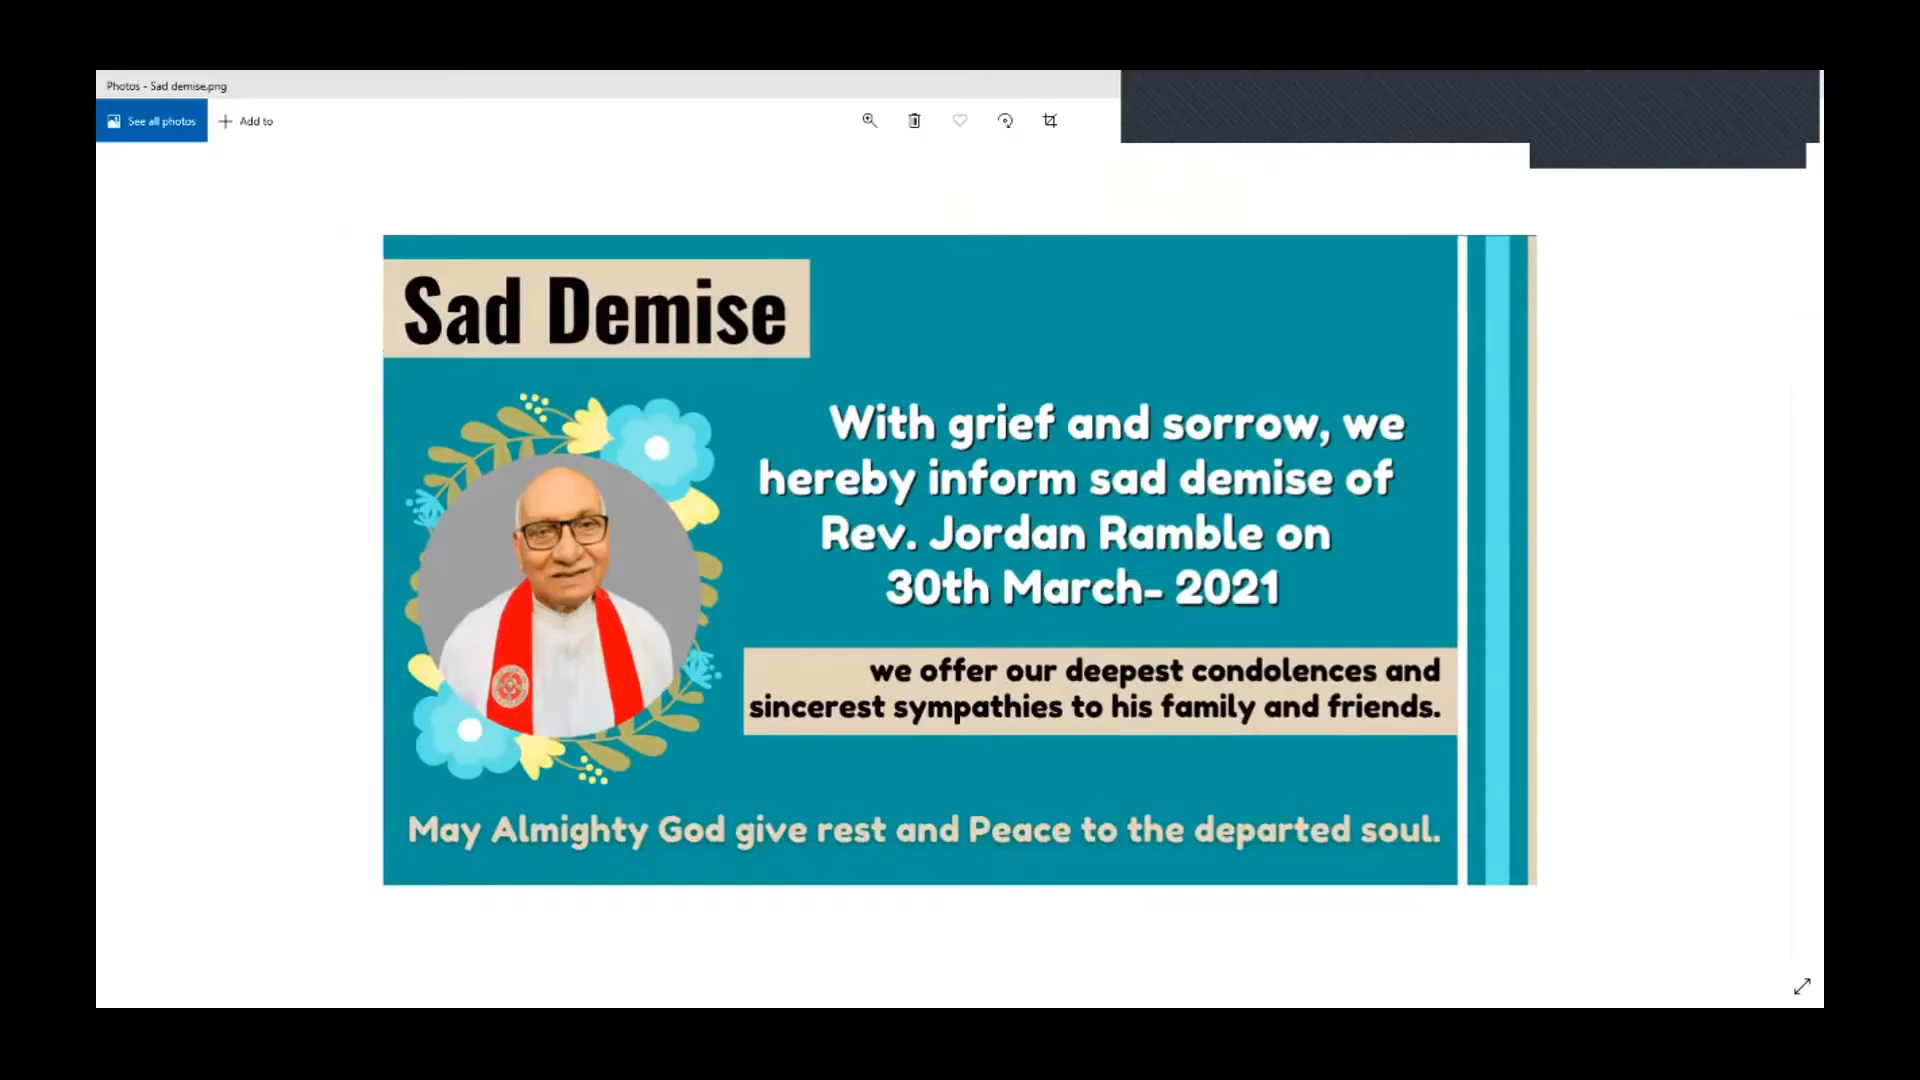 Photos - Sad demise.png
See all photos
Add to
Sad Demise
With grief and sorrow, we
hereby inform sad demise of
Rev. Jordan Ramble on
30th March- 2021
we offer our deepest condolences and
sincerest sympathies to his family and friends.
May Almighty God give rest and Peace to the departed soul.